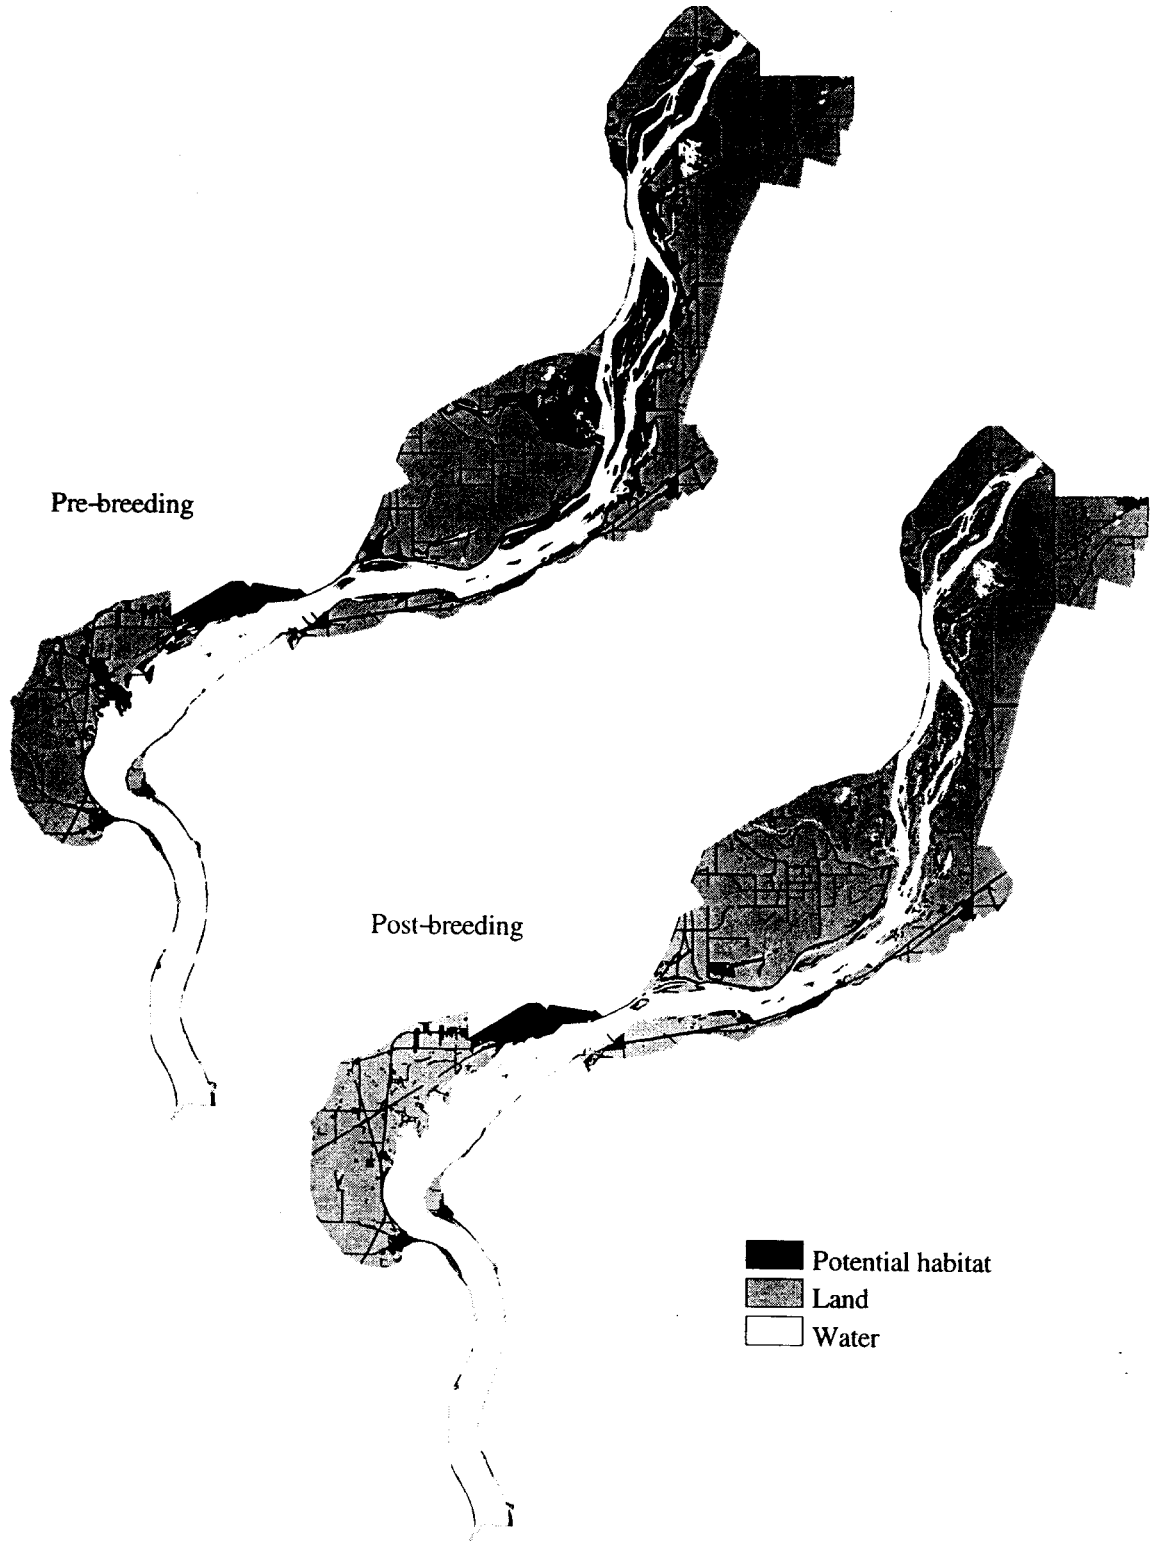 Pre-breeding
Post-breeding
Potential habitat
Land
Water